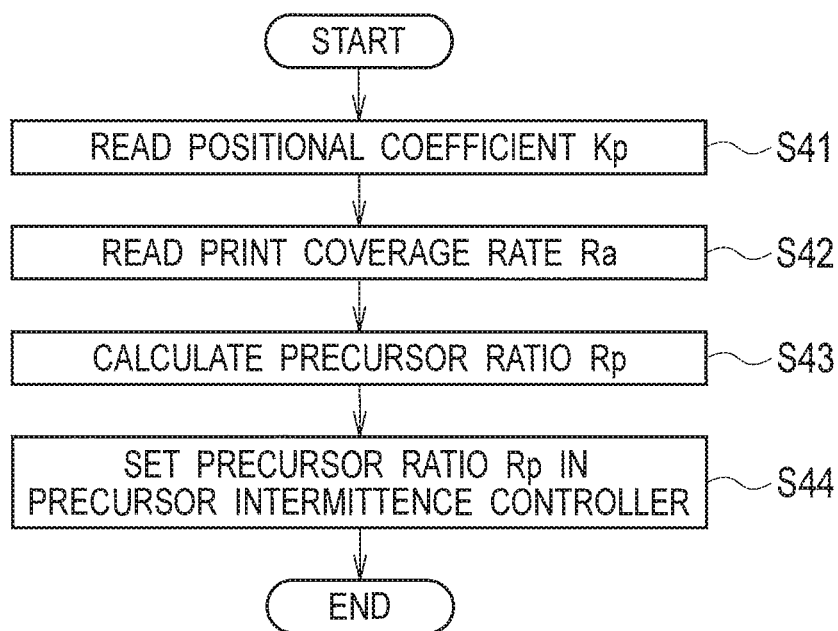 START
READ POSITIONAL COEFFICIENT Kp
S41
READ PRINT COVERAGE RATE Ra
S42
CALCULATE PRECURSOR RATIO Rp
S43
SET PRECURSOR RATIO Rp IN
PRECURSOR INTERMITTENCE CONTROLLER
S44
END